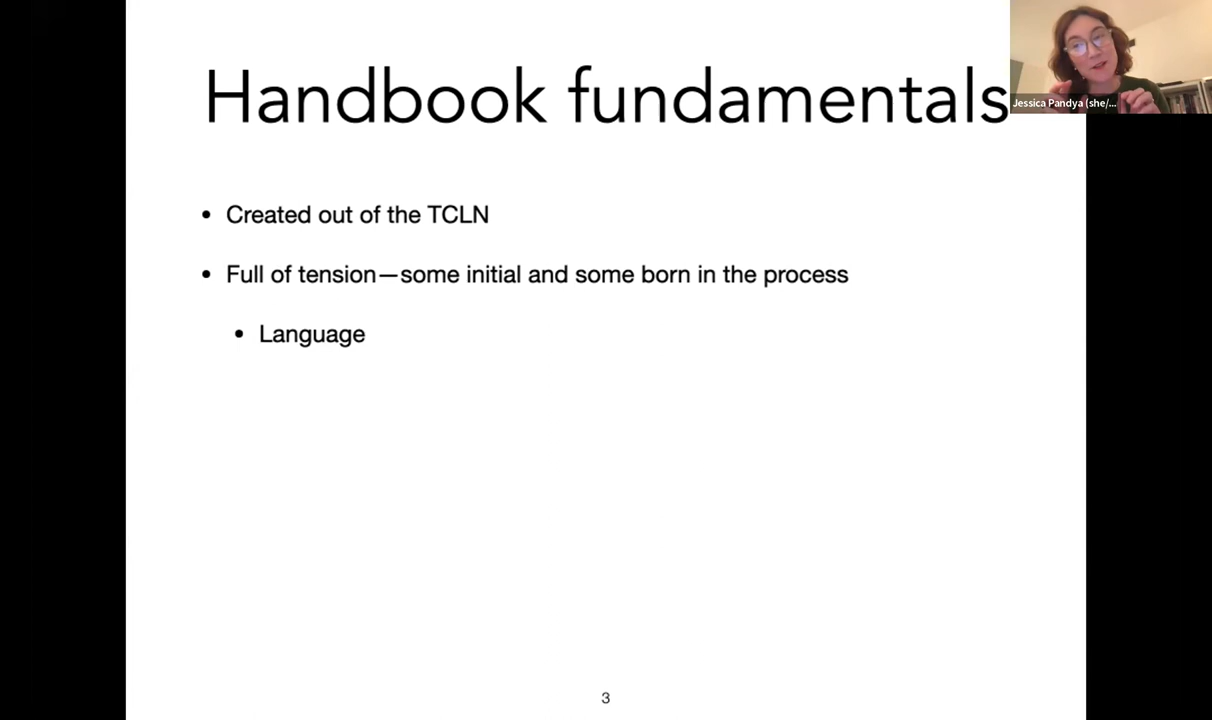 Handbook fundamentals
Jessica Pandya (she/...
• Created out of the TCLN
• Full of tension—some initial and some born in the process
• Language
3